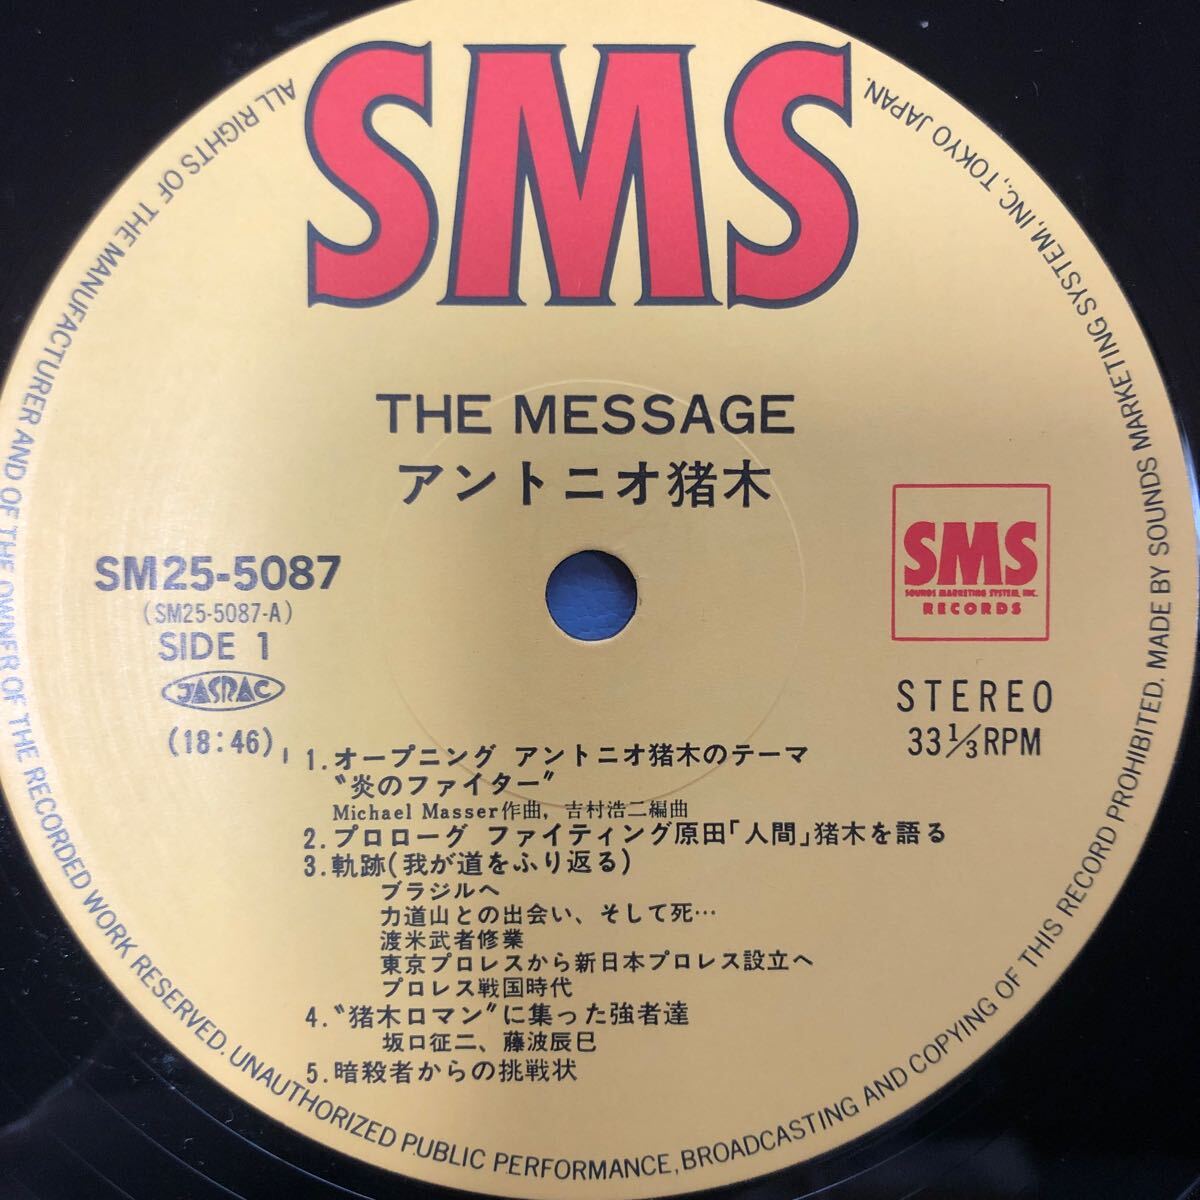 SMS
THE MESSAGE
アントニオ猪木
SM25-5087
(SM25-5087-A)
SIDE 1
JASRAC
(18:46)
SMS
SOUNDS MARKETING SYSTEM, INC.
RECORDS
STEREO
33 1/3 RPM
1. オープニング アントニオ猪木のテーマ
“炎のファイター”
Michael Masser作曲, 吉村浩二編曲
2. プロローグ ファイティング原田「人間」猪木を語る
3. 軌跡(我が道をふり返る)
ブラジルへ
力道山との出会い、そして死…
渡米武者修業
東京プロレスから新日本プロレス設立へ
プロレス戦国時代
4. “猪木ロマン”に集った強者達
坂口征二、藤波辰巳
5. 暗殺者からの挑戦状
ALL RIGHTS OF THE MANUFACTURER AND OF THE OWNER OF THE RECORDED WORK RESERVED. UNAUTHORIZED PUBLIC PERFORMANCE, BROADCASTING AND COPYING OF THIS RECORD PROHIBITED. MADE BY SOUNDS MARKETING SYSTEM, INC., TOKYO JAPAN.